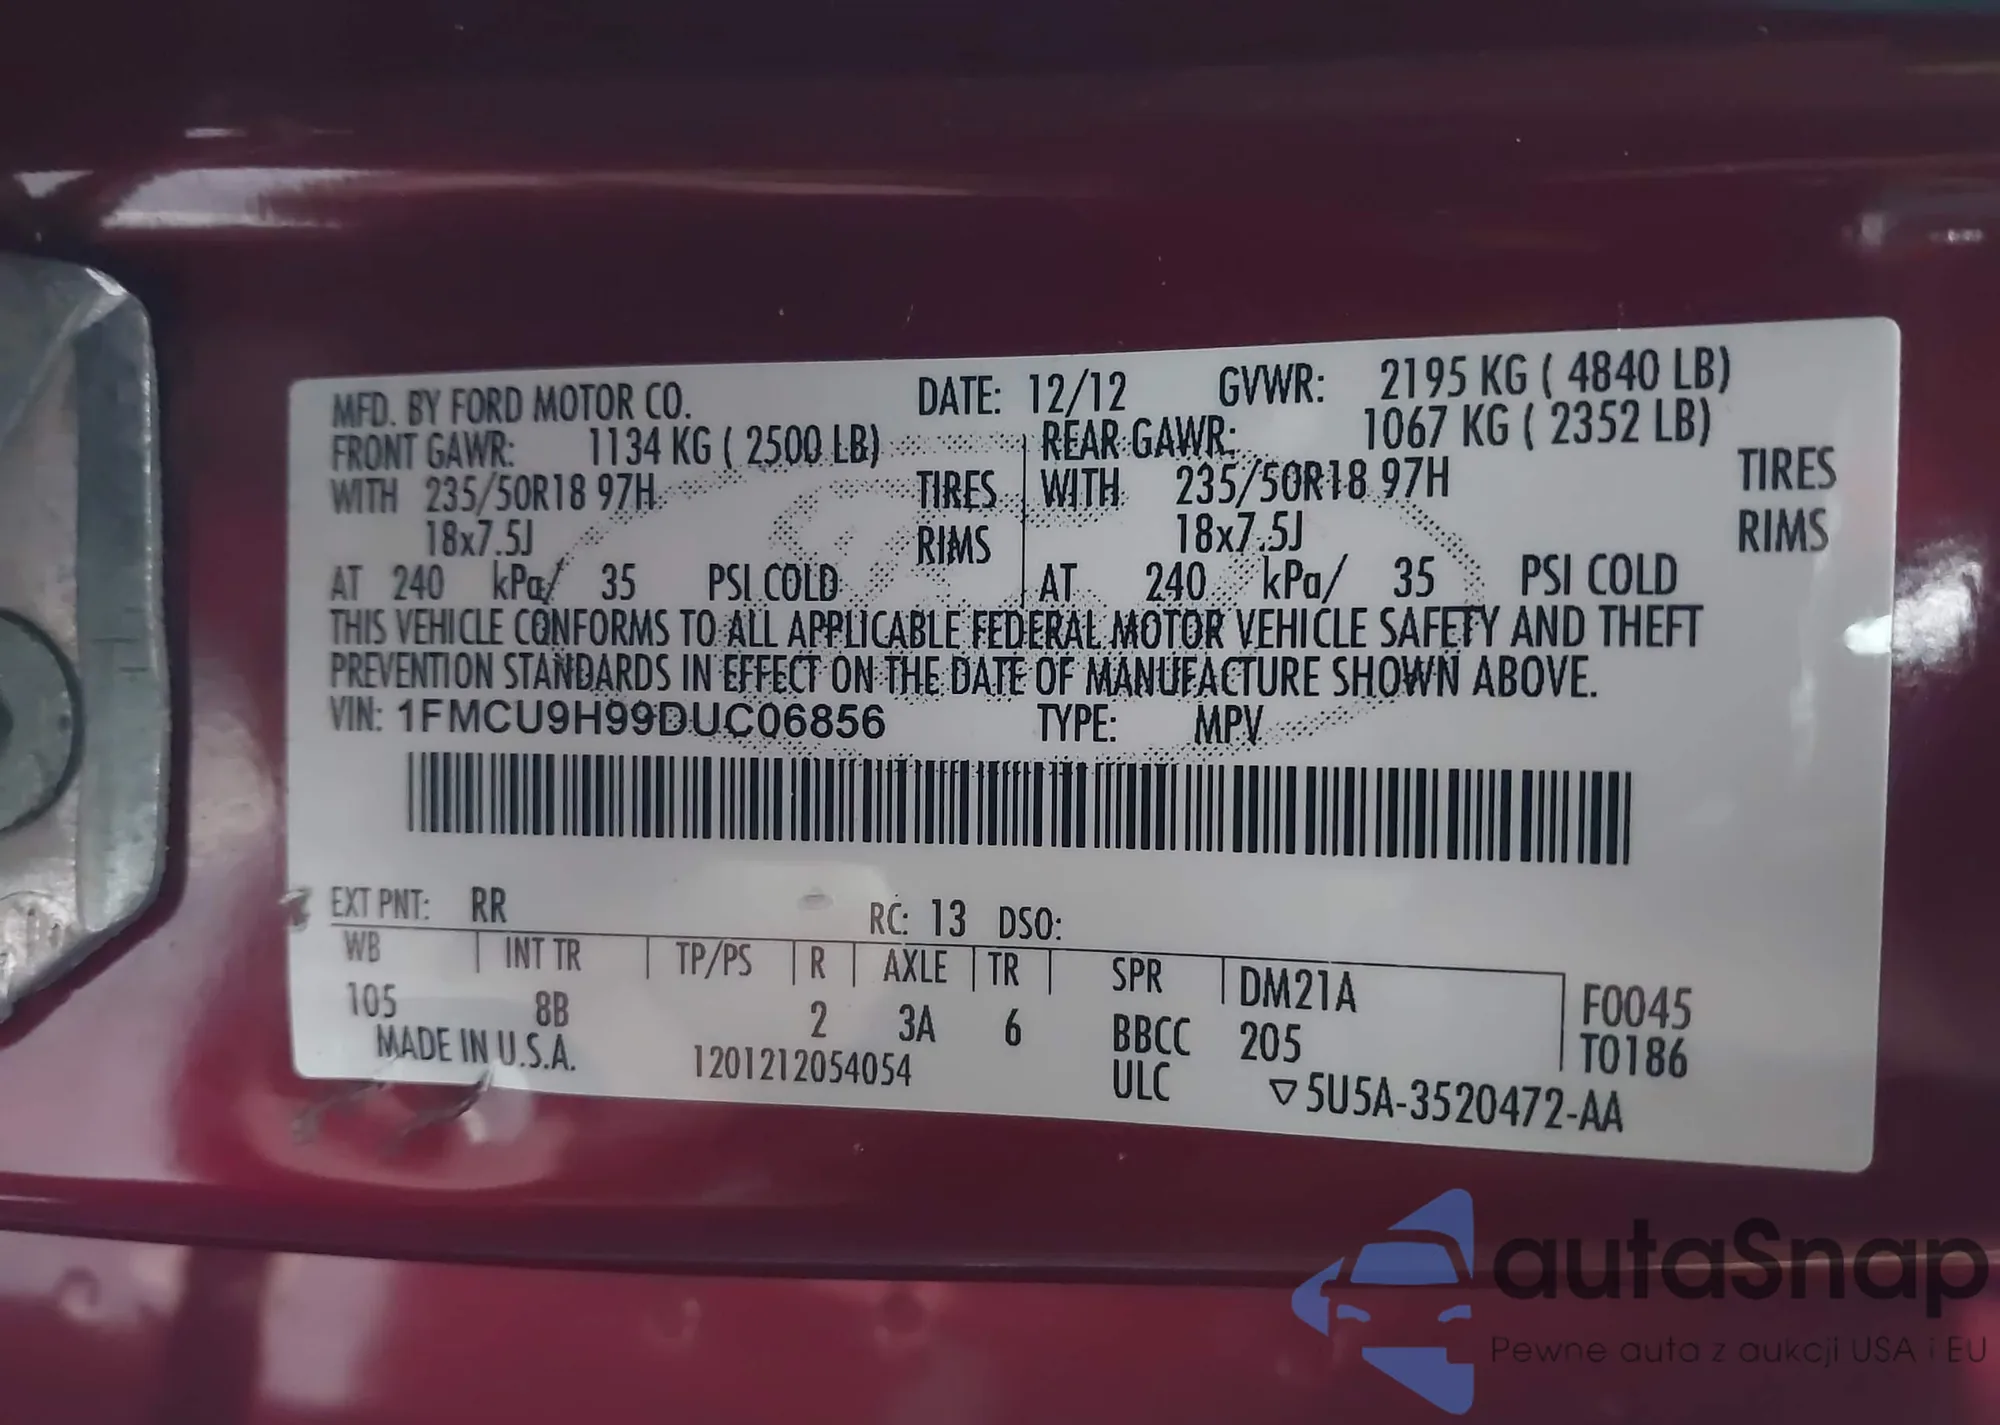 MFD. BY FORD MOTOR CO. DATE: 12/12 GVWR: 2195 KG ( 4840 LB)
FRONT GAWR: 1134 KG ( 2500 LB) REAR GAWR: 1067 KG ( 2352 LB)
WITH 235/50R18 97H TIRES WITH 235/50R18 97H TIRES
18x7.5J RIMS 18x7.5J RIMS
AT 240 kPa/ 35 PSI COLD AT 240 kPa/ 35 PSI COLD
THIS VEHICLE CONFORMS TO ALL APPLICABLE FEDERAL MOTOR VEHICLE SAFETY AND THEFT
PREVENTION STANDARDS IN EFFECT ON THE DATE OF MANUFACTURE SHOWN ABOVE.
VIN: 1FMCU9H99DUC06856 TYPE: MPV
EXT PNT: RR RC: 13 DSO:
WB INT TR TP/PS R AXLE TR SPR DM21A F0045
105 8B 2 3A 6 BBCC 205 T0186
MADE IN U.S.A. 1201212054054 ULC ▽5U5A-3520472-AA
autaSnap
Pewne auta z aukcji USA i EU